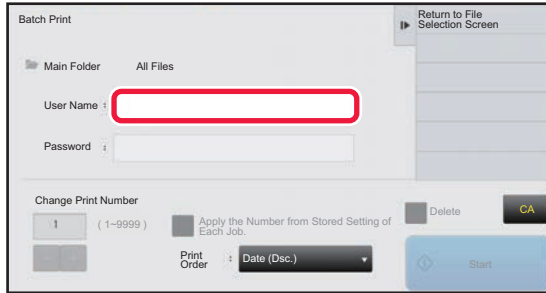 Batch Print
Return to File
Selection Screen
Main Folder All Files
User Name :
Password :
Change Print Number
1 (1~9999)
Apply the Number from Stored Setting of
Each Job.
Delete
CA
Print
Order : Date (Dsc.)
Start